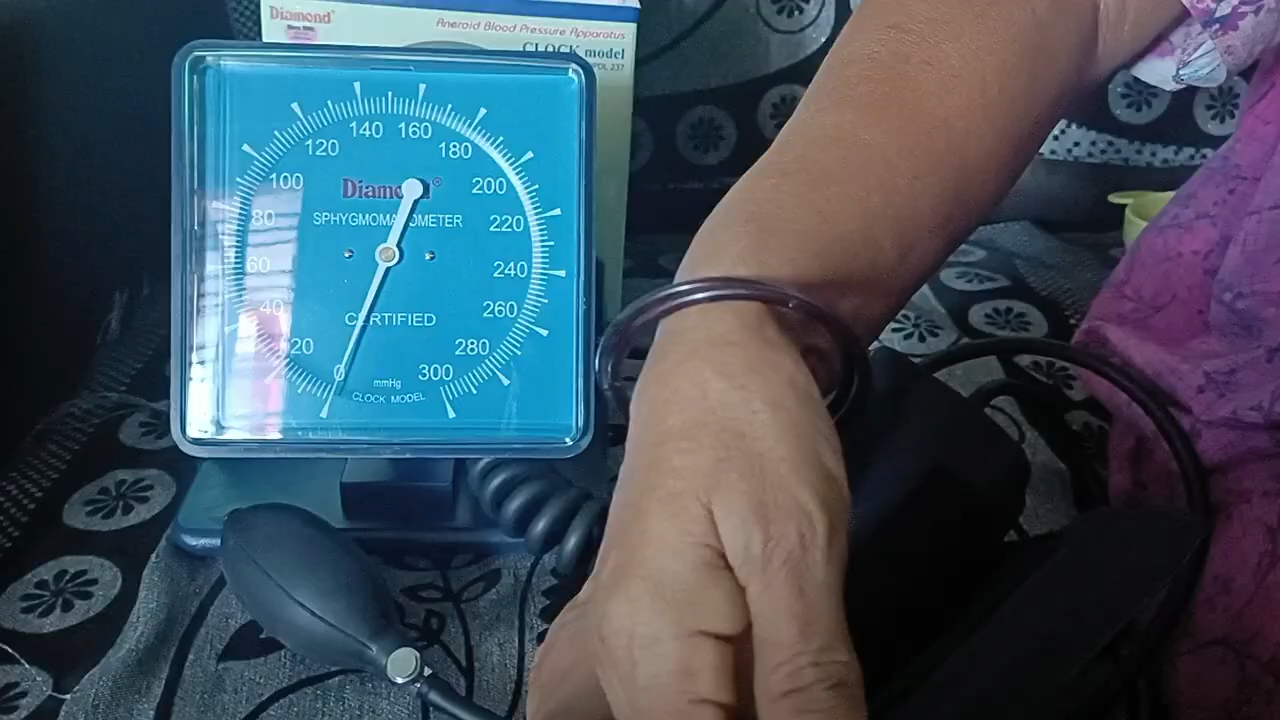 Diamond®
Aneroid Blood Pressure Apparatus
CLOCK model
140 160
120 180
100 200
Diamond®
SPHYGMOMANOMETER
80 220
60 240
40 260
CERTIFIED
20 280
0 300
mmHg
CLOCK MODEL